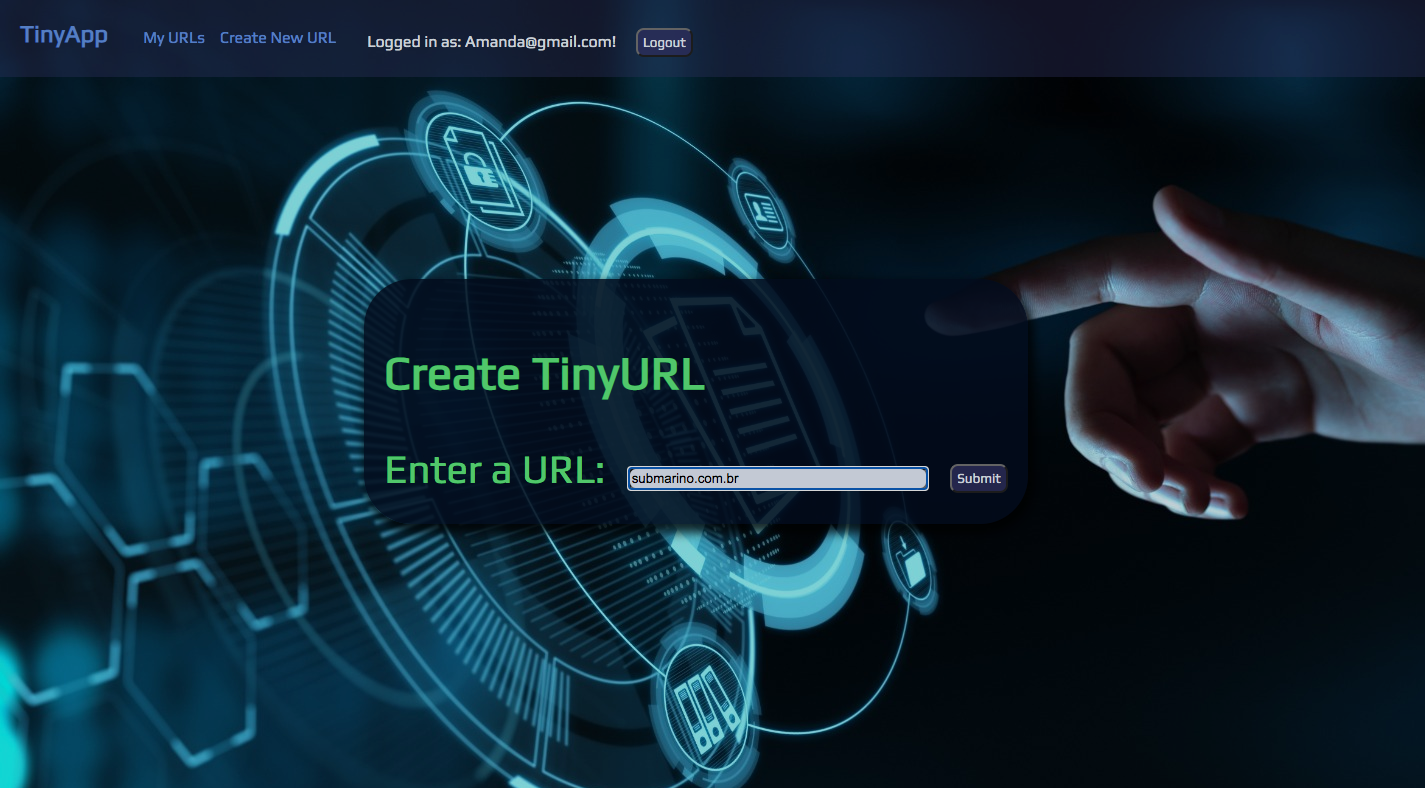 TinyApp My URLs Create New URL Logged in as: Amanda@gmail.com! Logout
Create TinyURL
Enter a URL: submarino.com.br Submit